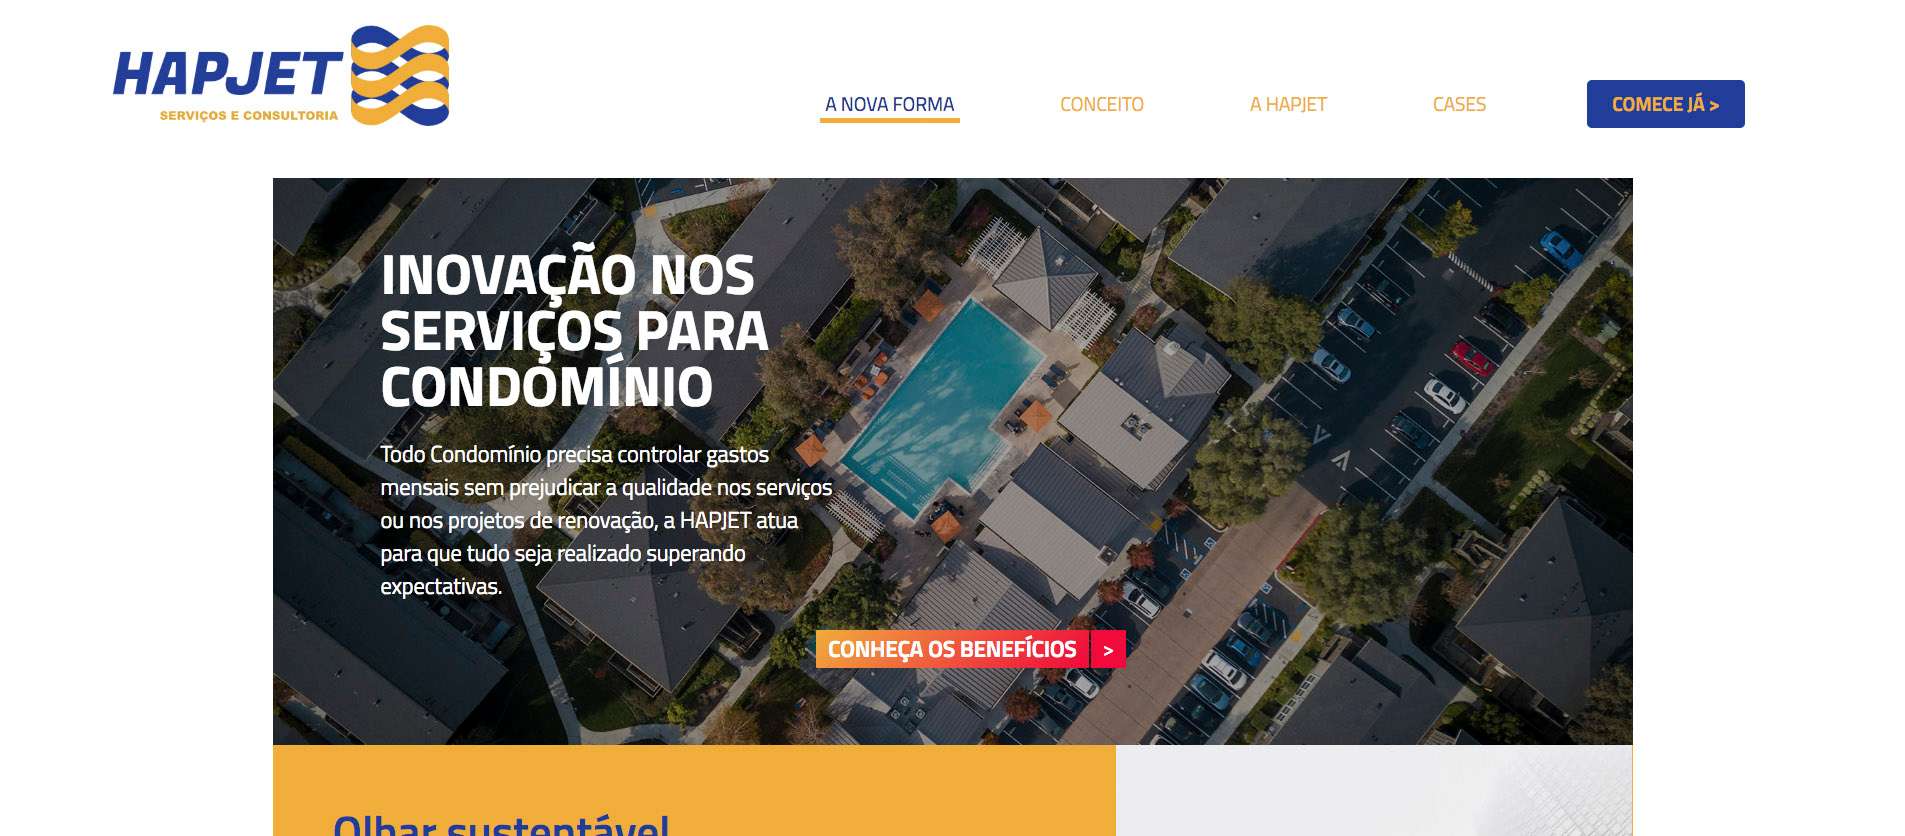 HAPJET
SERVIÇOS E CONSULTORIA
A NOVA FORMA
CONCEITO
A HAPJET
CASES
COMECE JÁ >
INOVAÇÃO NOS
SERVIÇOS PARA
CONDOMÍNIO
Todo Condomínio precisa controlar gastos
mensais sem prejudicar a qualidade nos serviços
ou nos projetos de renovação, a HAPJET atua
para que tudo seja realizado superando
expectativas.
CONHEÇA OS BENEFÍCIOS >
Olhar sustentável